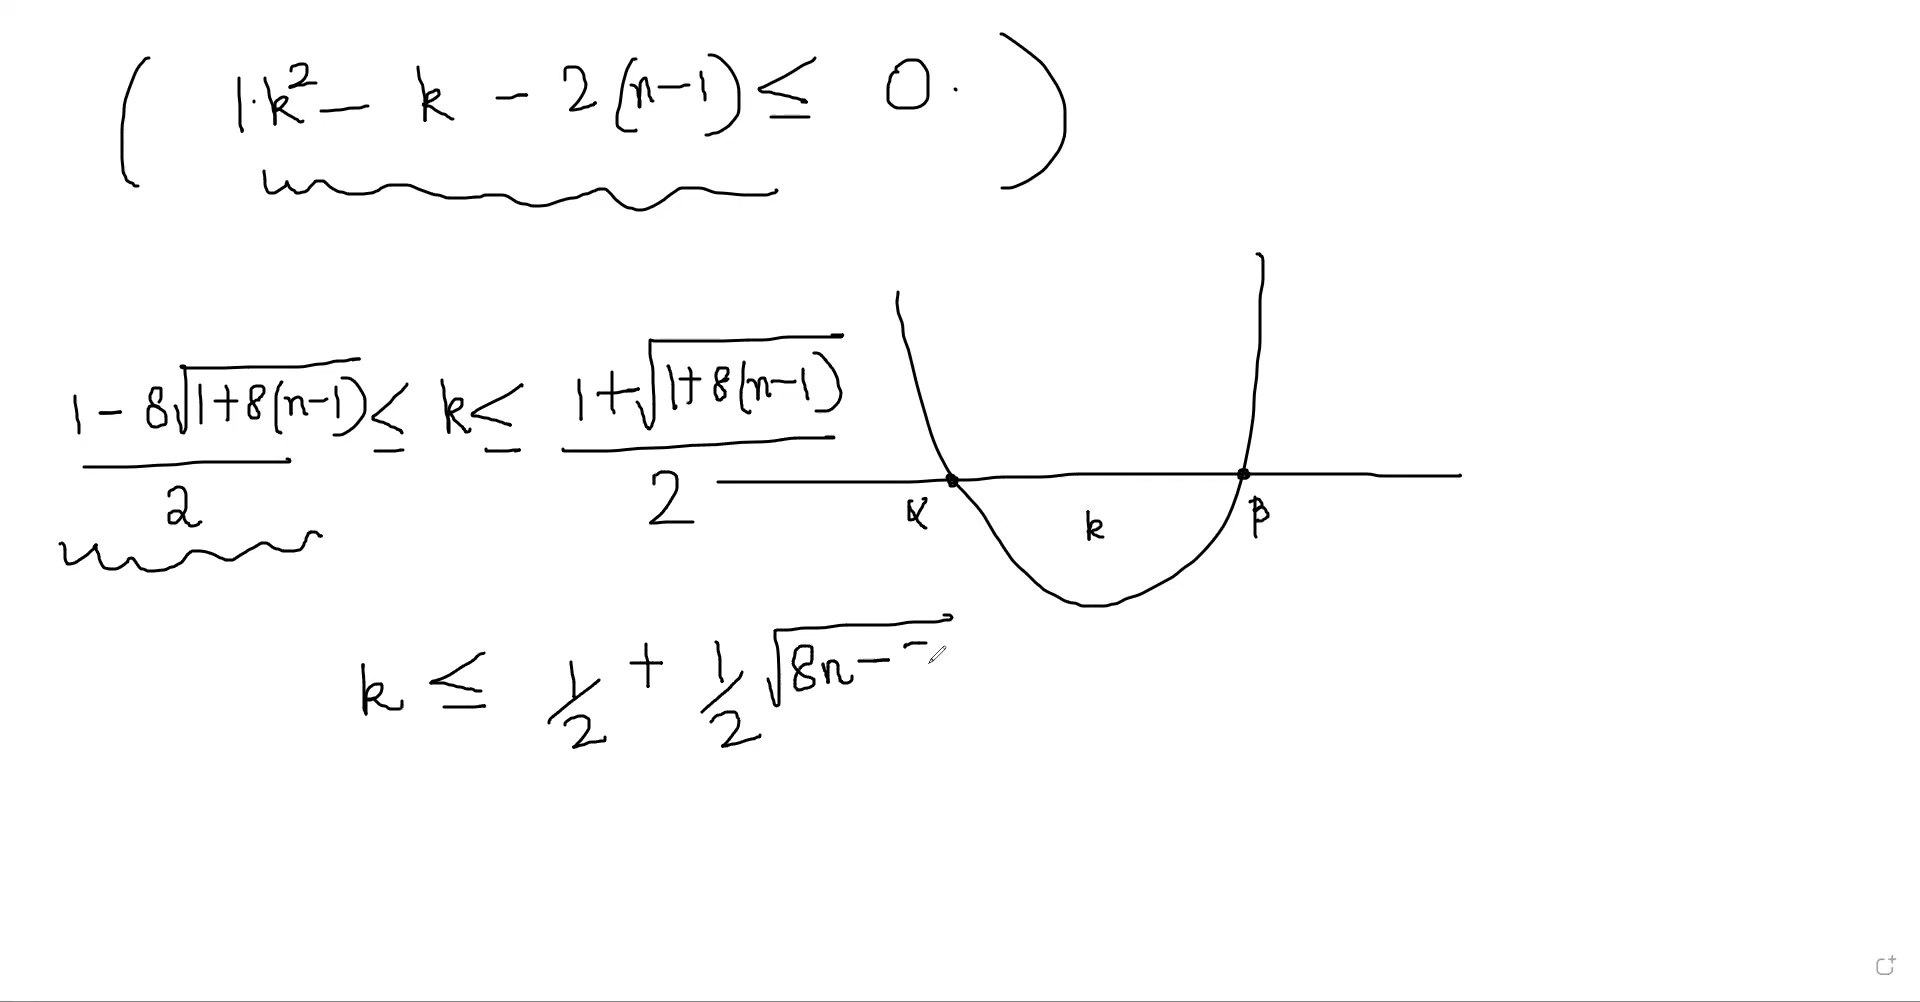 ( 1·k² - k - 2(n-1) ≤ 0. )
(1 - 8√(1+8(n-1)))/2 ≤ k ≤ (1+√(1+8(n-1)))/2
α k β
k ≤ 1/2 + 1/2 √(8n -